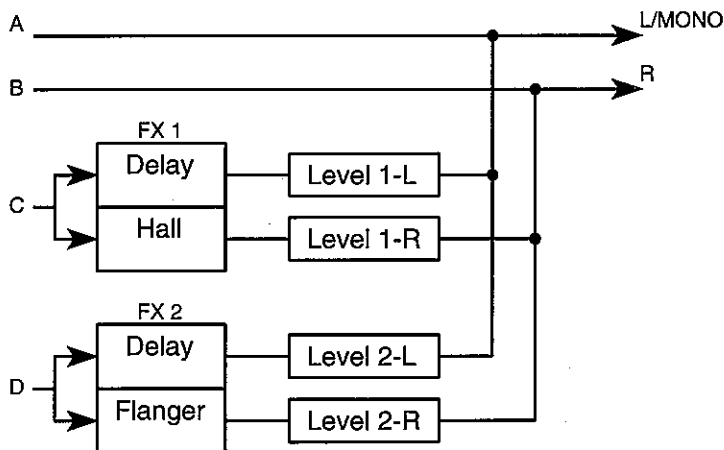 A
L/MONO
B
R
FX 1
Delay
Level 1-L
C
Hall
Level 1-R
FX 2
Delay
Level 2-L
D
Flanger
Level 2-R